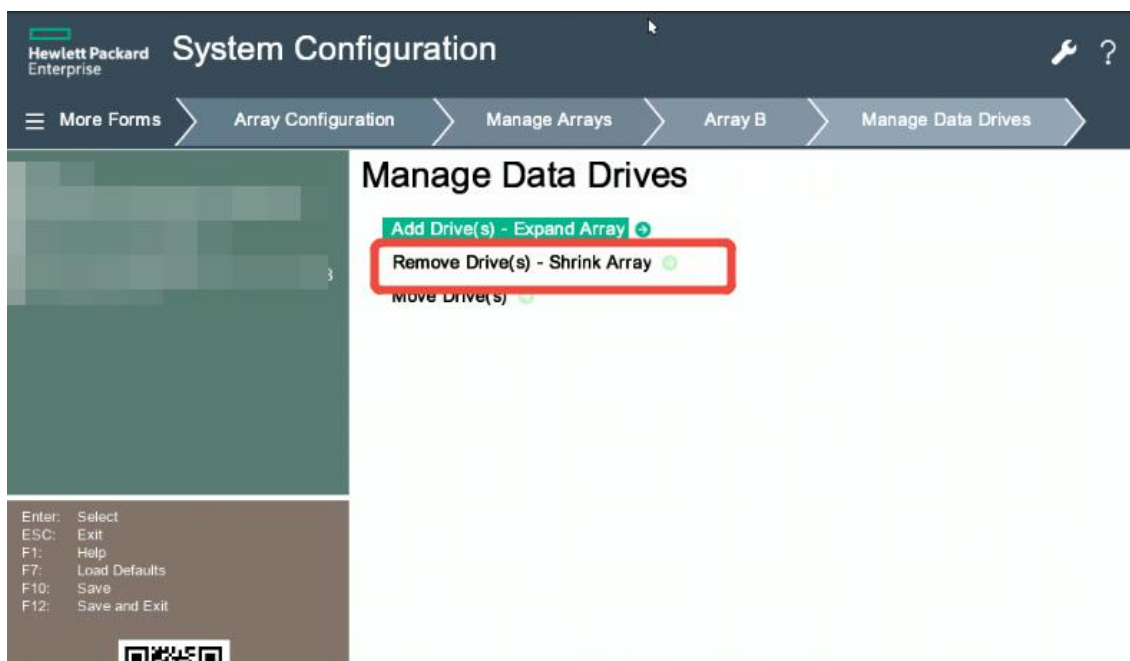 Hewlett Packard
Enterprise
System Configuration
?
More Forms
Array Configuration
Manage Arrays
Array B
Manage Data Drives
Manage Data Drives
Add Drive(s) - Expand Array
Remove Drive(s) - Shrink Array
Move Drive(s)
Enter: Select
ESC: Exit
F1: Help
F7: Load Defaults
F10: Save
F12: Save and Exit